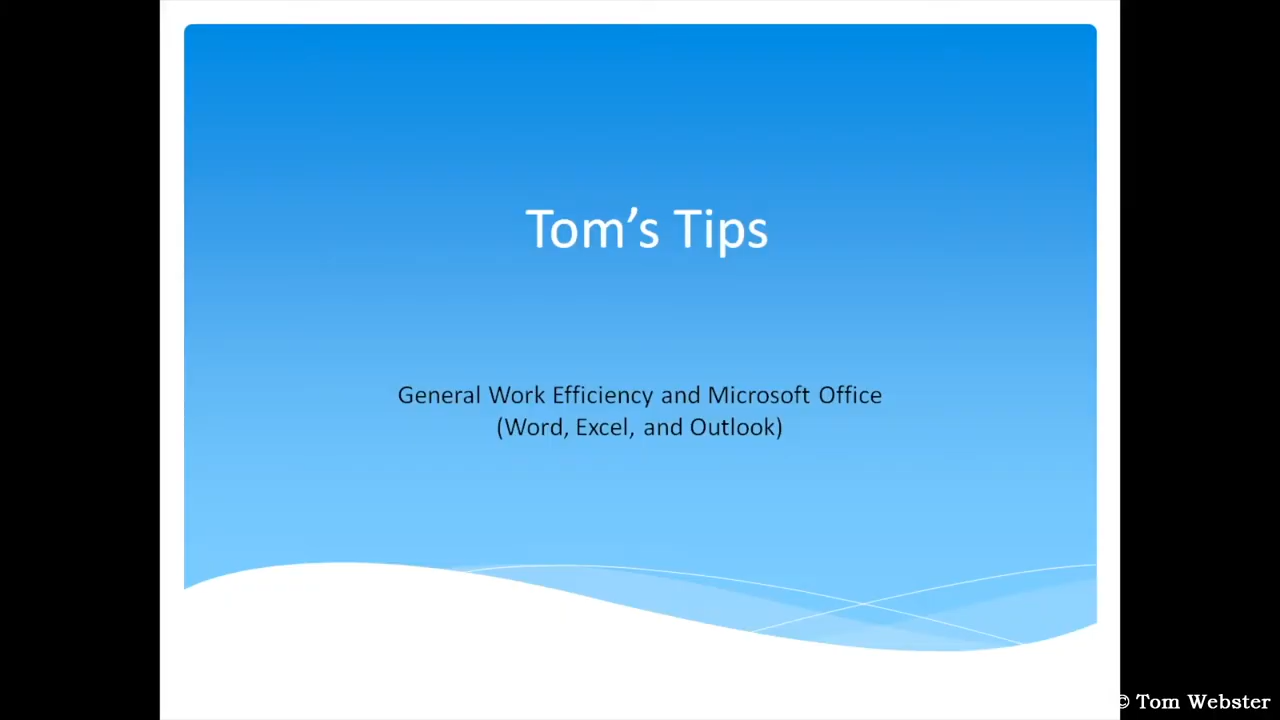 Tom’s Tips
General Work Efficiency and Microsoft Office
(Word, Excel, and Outlook)
© Tom Webster